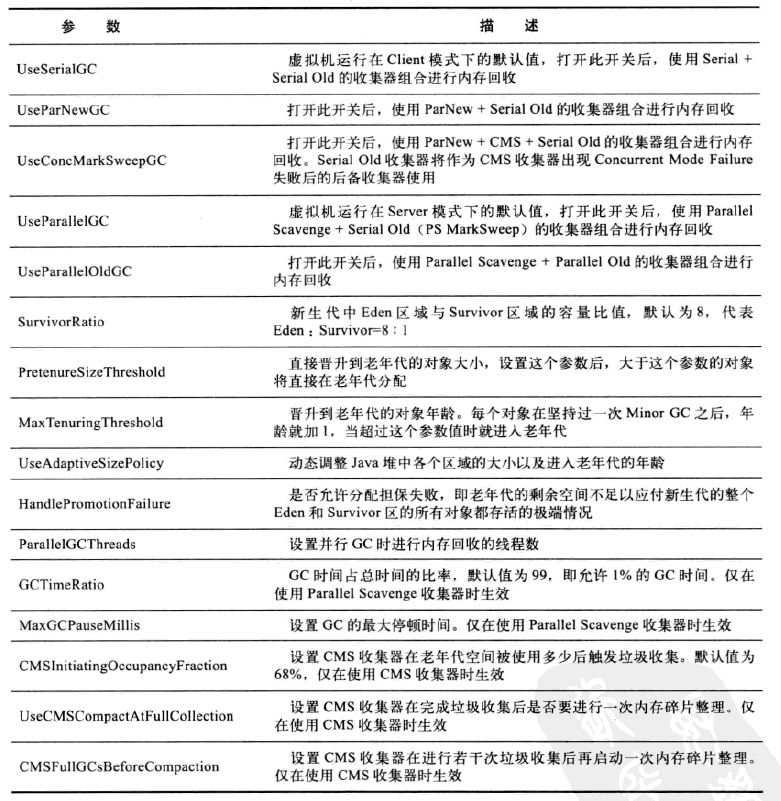 参 数 描 述
UseSerialGC 虚拟机运行在 Client 模式下的默认值，打开此开关后，使用 Serial +
Serial Old 的收集器组合进行内存回收
UseParNewGC 打开此开关后，使用 ParNew + Serial Old 的收集器组合进行内存回收
UseConcMarkSweepGC 打开此开关后，使用 ParNew + CMS + Serial Old 的收集器组合进行内存
回收。Serial Old 收集器将作为 CMS 收集器出现 Concurrent Mode Failure
失败后的后备收集器使用
UseParallelGC 虚拟机运行在 Server 模式下的默认值，打开此开关后，使用 Parallel
Scavenge + Serial Old（PS MarkSweep）的收集器组合进行内存回收
UseParallelOldGC 打开此开关后，使用 Parallel Scavenge + Parallel Old 的收集器组合进行
内存回收
SurvivorRatio 新生代中 Eden 区域与 Survivor 区域的容量比值，默认为 8，代表
Eden：Survivor=8：1
PretenureSizeThreshold 直接晋升到老年代的对象大小，设置这个参数后，大于这个参数的对象
将直接在老年代分配
MaxTenuringThreshold 晋升到老年代的对象年龄。每个对象在坚持过一次 Minor GC 之后，年
龄就加 1，当超过这个参数值时就进入老年代
UseAdaptiveSizePolicy 动态调整 Java 堆中各个区域的大小以及进入老年代的年龄
HandlePromotionFailure 是否允许分配担保失败，即老年代的剩余空间不足以应付新生代的整个
Eden 和 Survivor 区的所有对象都存活的极端情况
ParallelGCThreads 设置并行 GC 时进行内存回收的线程数
GCTimeRatio GC 时间占总时间的比率，默认值为 99，即允许 1% 的 GC 时间。仅在
使用 Parallel Scavenge 收集器时生效
MaxGCPauseMillis 设置 GC 的最大停顿时间。仅在使用 Parallel Scavenge 收集器时生效
CMSInitiatingOccupancyFraction 设置 CMS 收集器在老年代空间被使用多少后触发垃圾收集。默认值为
68%，仅在使用 CMS 收集器时生效
UseCMSCompactAtFullCollection 设置 CMS 收集器在完成垃圾收集后是否要进行一次内存碎片整理。仅
在使用 CMS 收集器时生效
CMSFullGCsBeforeCompaction 设置 CMS 收集器在进行若干次垃圾收集后再启动一次内存碎片整理。
仅在使用 CMS 收集器时生效